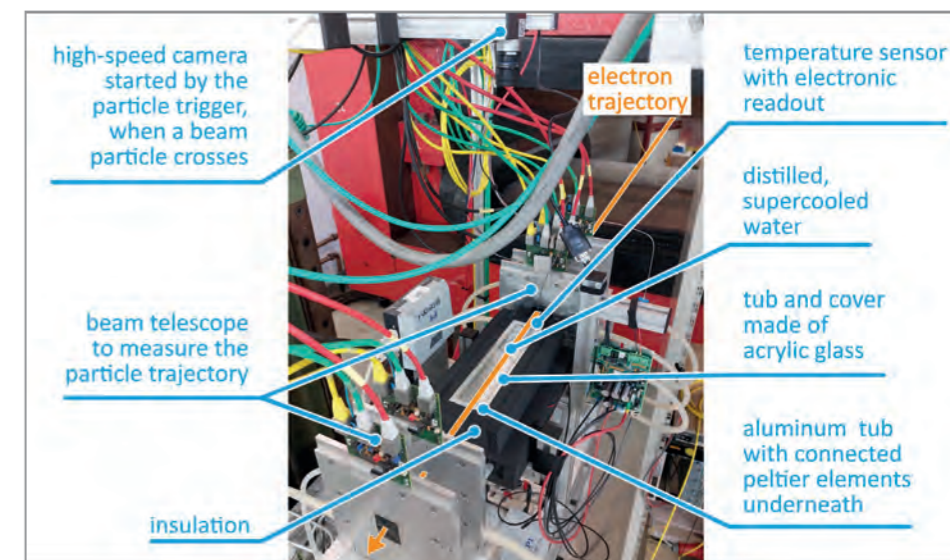 high-speed camera
started by the
particle trigger,
when a beam
particle crosses
beam telescope
to measure the
particle trajectory
insulation
electron
trajectory
temperature sensor
with electronic
readout
distilled,
supercooled
water
tub and cover
made of
acrylic glass
aluminum tub
with connected
peltier elements
underneath